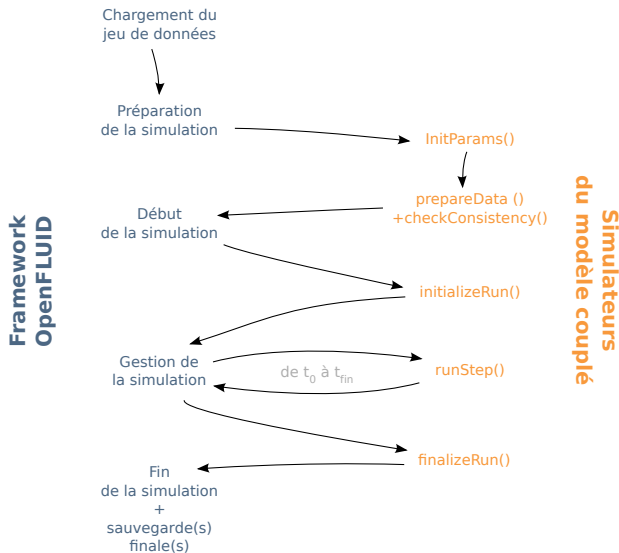 Chargement du
jeu de données
Préparation
de la simulation
InitParams()
prepareData ()
+checkConsistency()
Début
de la simulation
initializeRun()
Framework
OpenFLUID
Simulateurs
du modèle couplé
Gestion de
la simulation
de t0 à tfin
runStep()
finalizeRun()
Fin
de la simulation
+
sauvegarde(s)
finale(s)